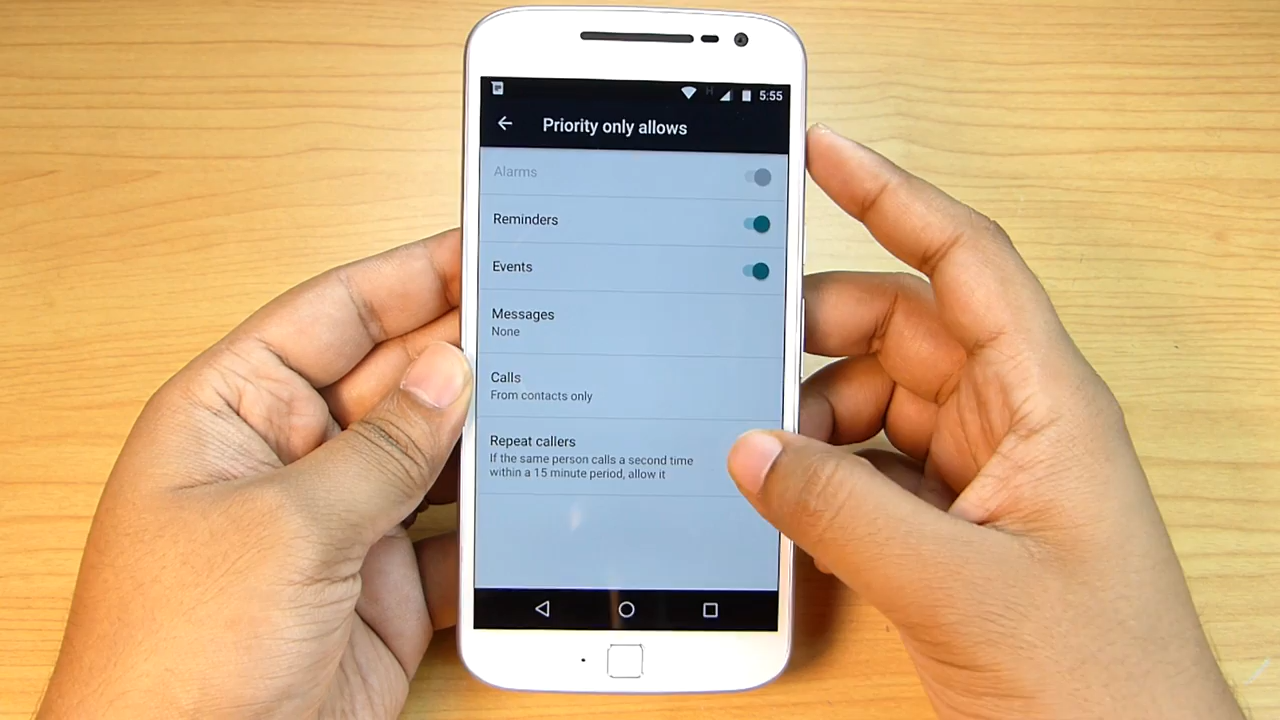 H 5:55
Priority only allows
Alarms
Reminders
Events
Messages
None
Calls
From contacts only
Repeat callers
If the same person calls a second time
within a 15 minute period, allow it